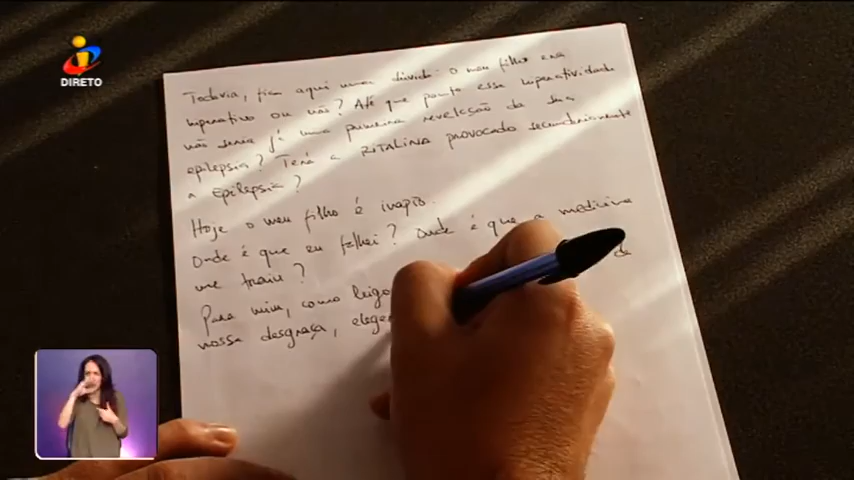 DIRETO
Todavia, fica aqui uma dúvida: o meu filho era
hiperativo ou não? Até que ponto essa hiperatividade
não seria já uma primeira revelação da sua
epilepsia? Terá a RITALINA provocado secundariamente
a Epilepsia?
Hoje o meu filho é inapto.
Onde é que eu falhei? Onde é que a medicina
me traiu?
Para mim, como leigo
nossa desgraça,